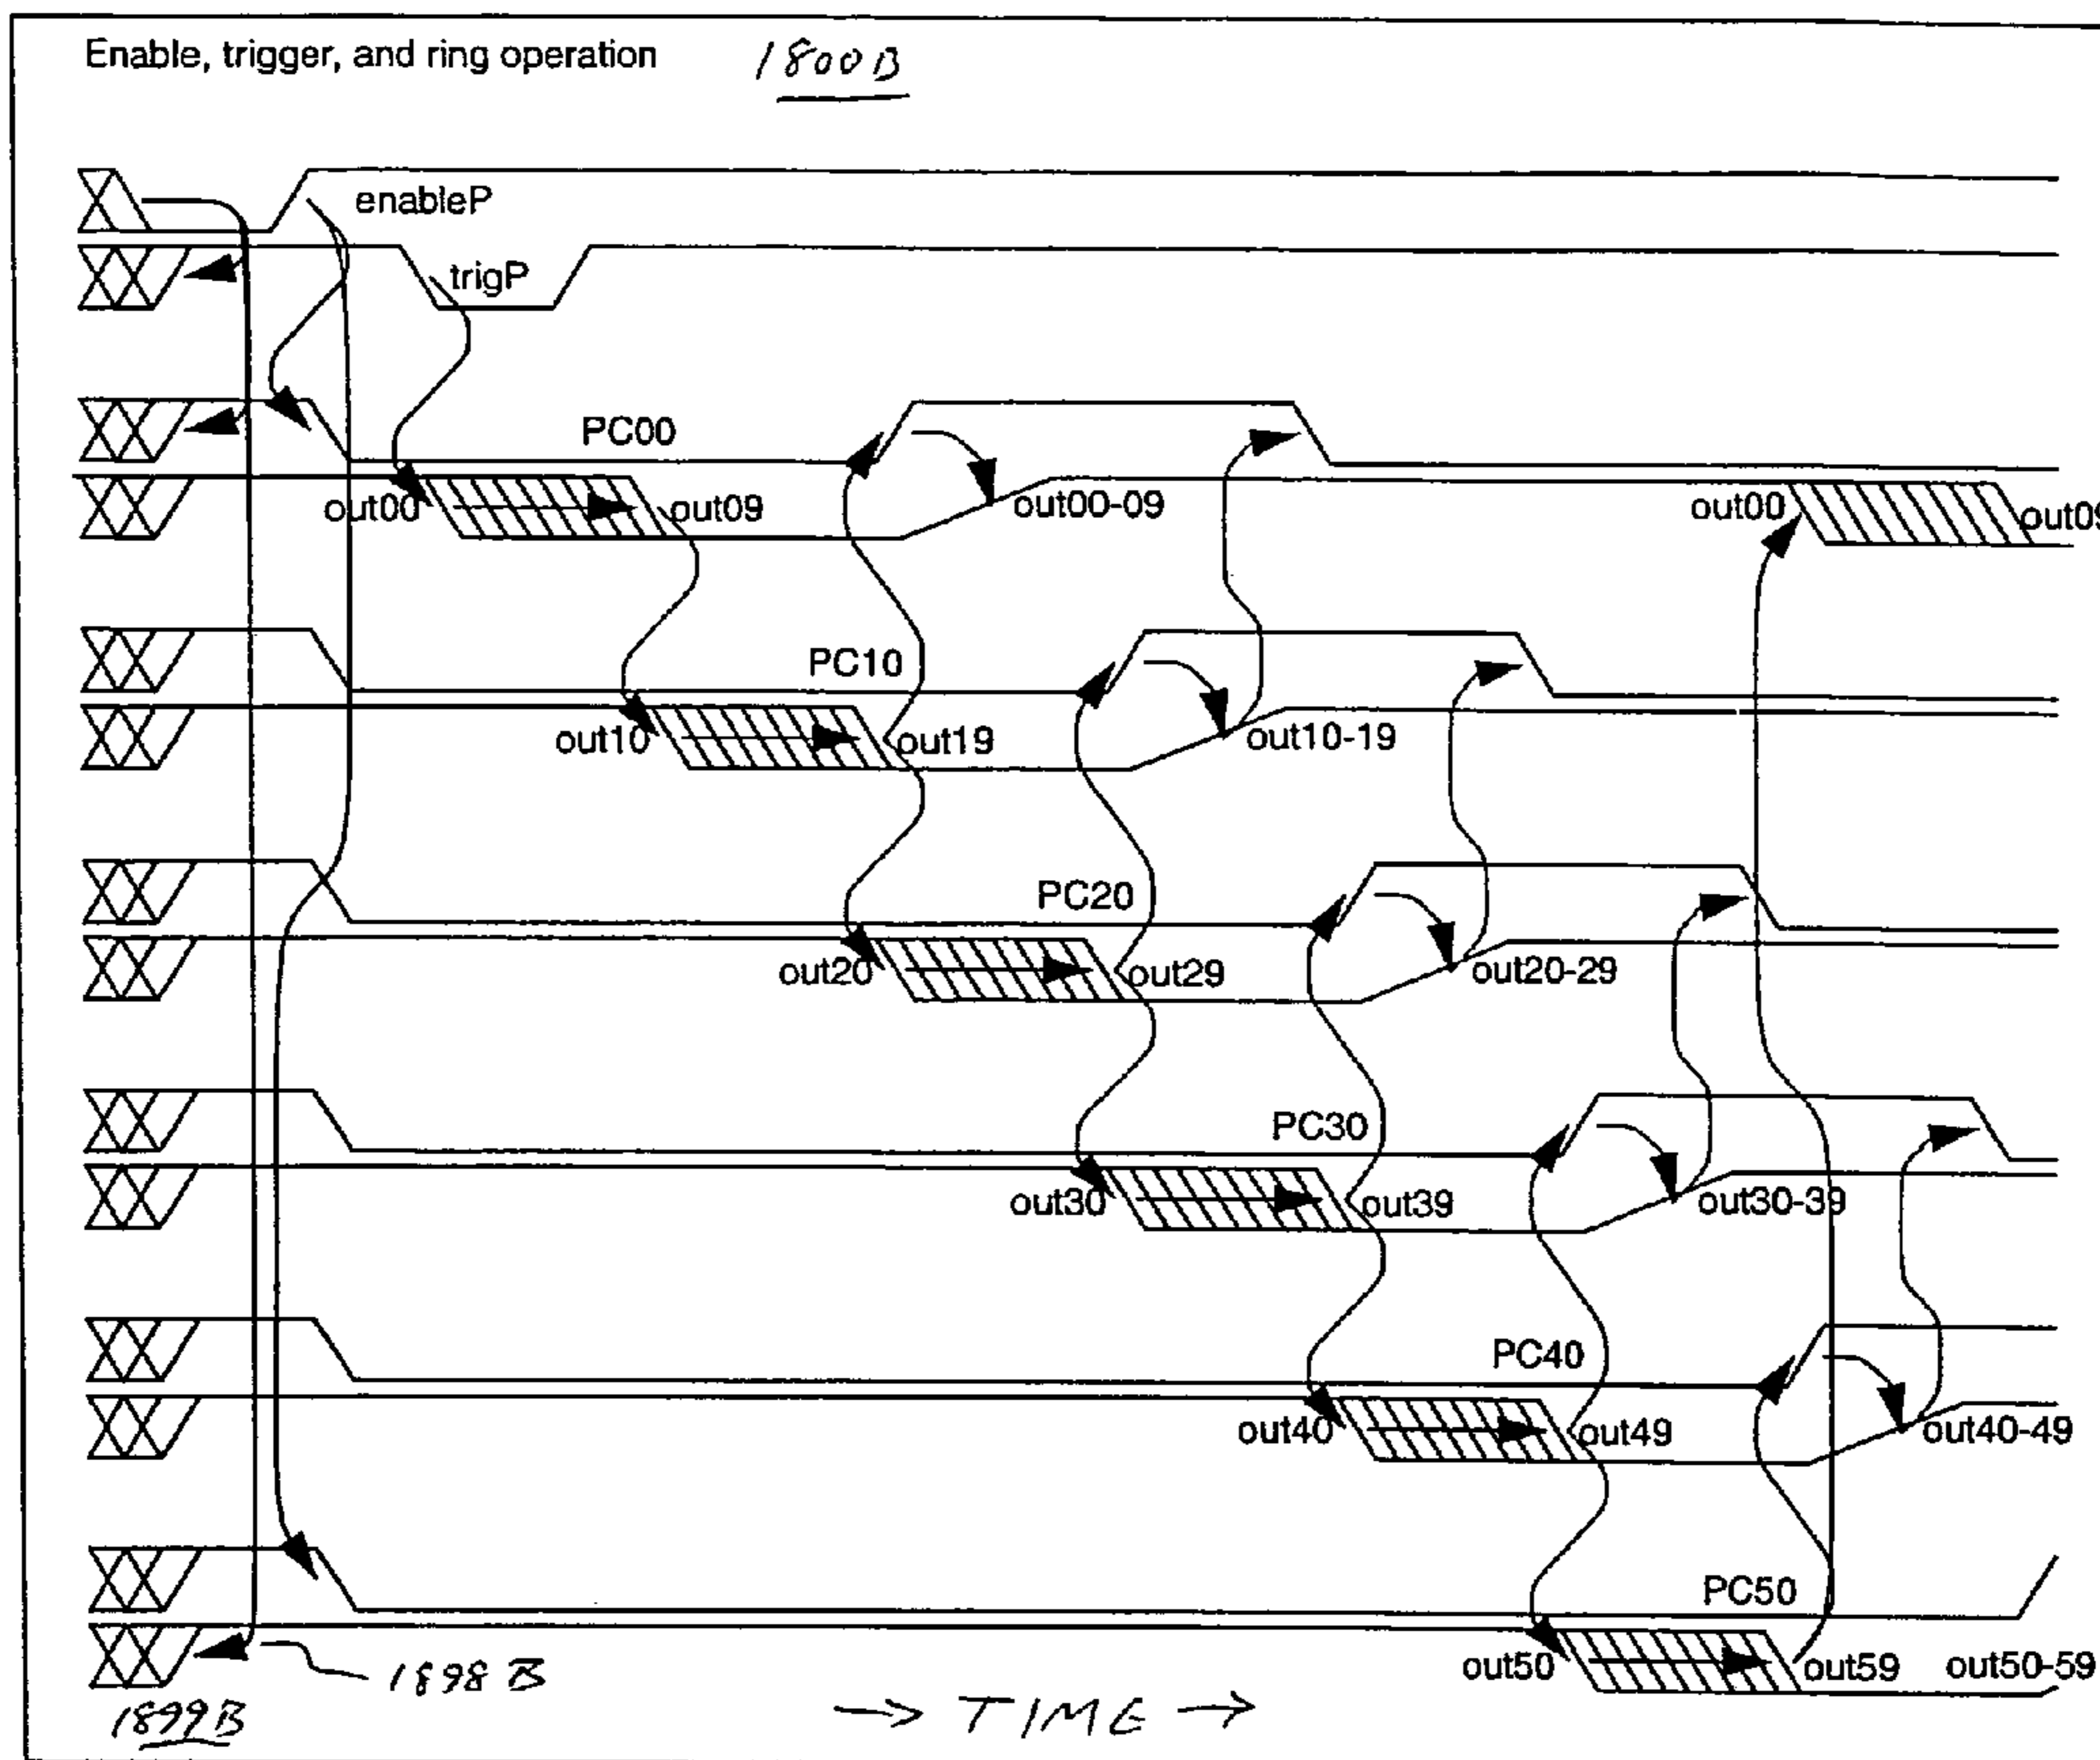 Enable, trigger, and ring operation 1800B
enableP
trigP
PC00
out00 out09 out00-09 out00 out09
PC10
out10 out19 out10-19
PC20
out20 out29 out20-29
PC30
out30 out39 out30-39
PC40
out40 out49 out40-49
PC50
out50 out59 out50-59
1898B
1899B
→ TIME →